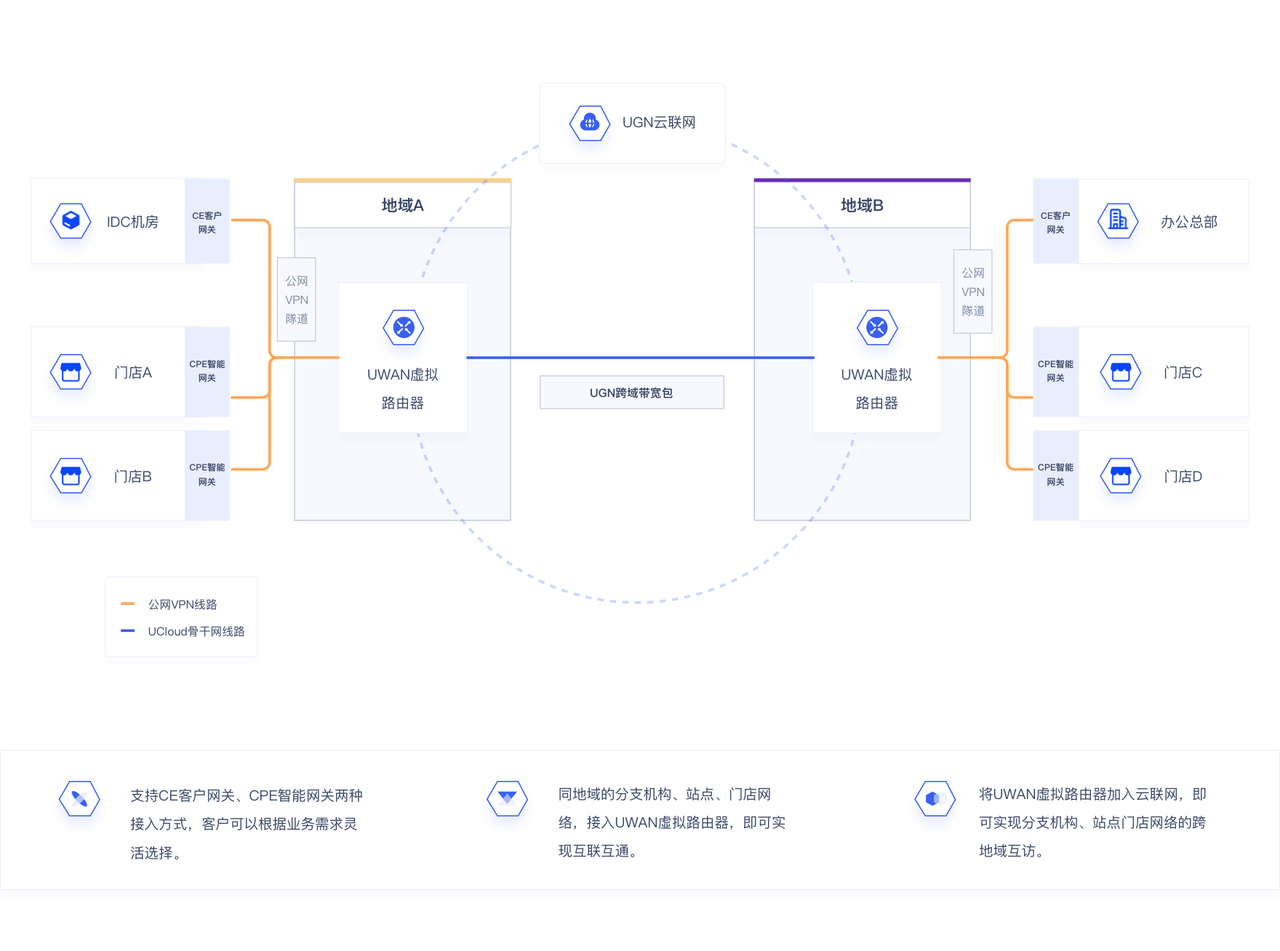 UGN云联网
地域A
地域B
IDC机房
CE客户
网关
公网
VPN
隧道
门店A
CPE智能
网关
门店B
CPE智能
网关
UWAN虚拟
路由器
UGN跨域带宽包
UWAN虚拟
路由器
公网
VPN
隧道
CE客户
网关
办公总部
CPE智能
网关
门店C
CPE智能
网关
门店D
公网VPN线路
UCloud骨干网线路
支持CE客户网关、CPE智能网关两种
接入方式，客户可以根据业务需求灵
活选择。
同地域的分支机构、站点、门店网
络，接入UWAN虚拟路由器，即可实
现互联互通。
将UWAN虚拟路由器加入云联网，即
可实现分支机构、站点门店网络的跨
地域互访。